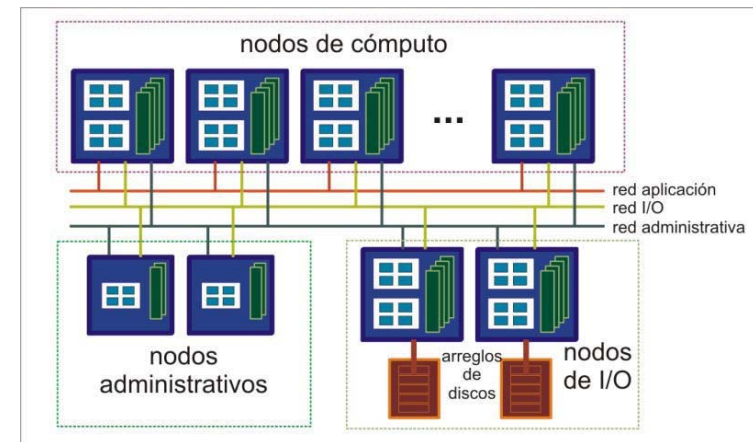 nodos de cómputo
...
red aplicación
red I/O
red administrativa
nodos
administrativos
arreglos
de
discos
nodos
de I/O